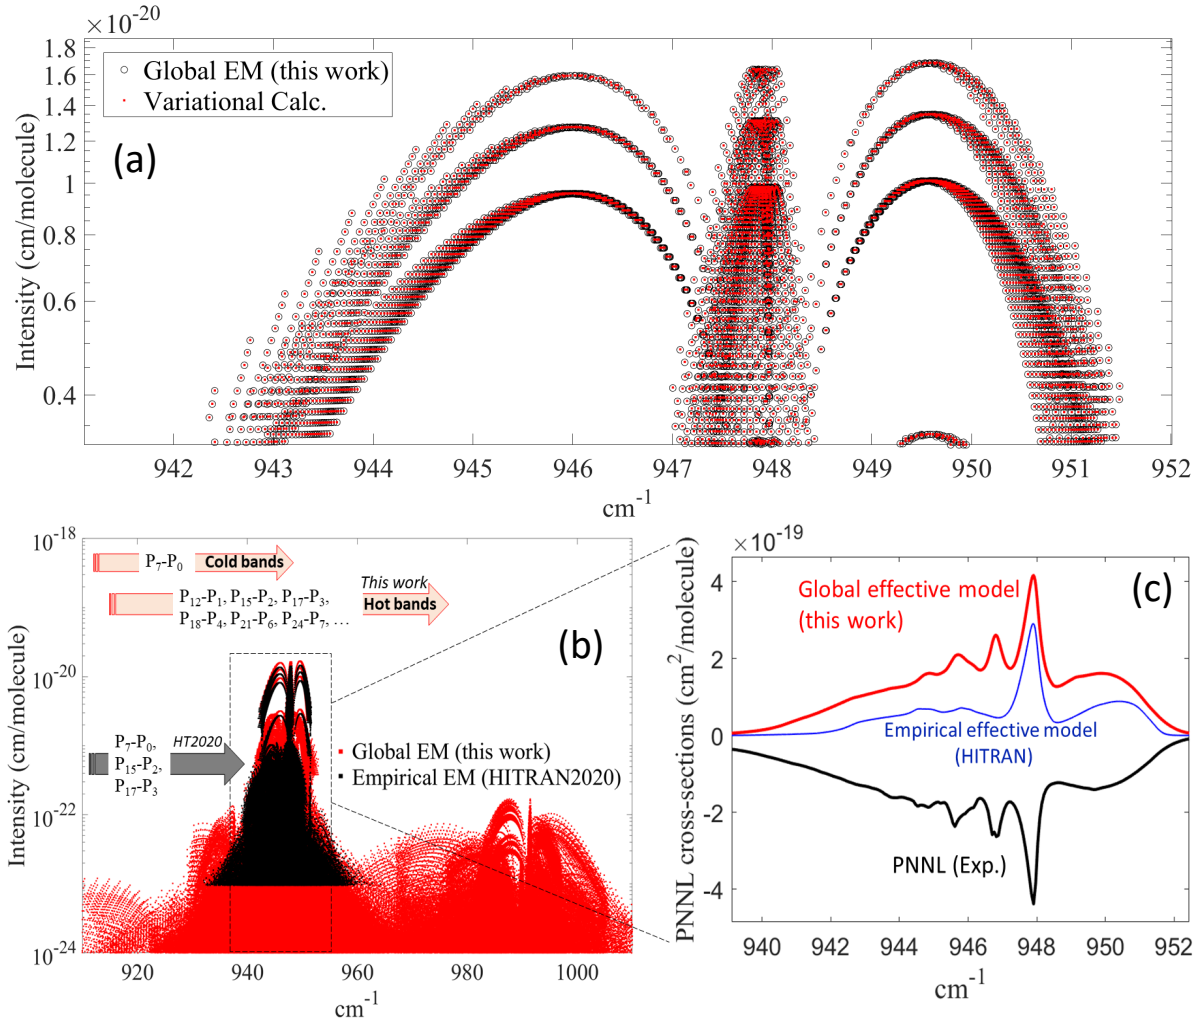 ×10⁻²⁰
1.8
1.6
1.4
1.2
1
0.8
0.6
0.4
Intensity (cm/molecule)
Global EM (this work)
Variational Calc.
(a)
942 943 944 945 946 947 948 949 950 951 952
cm⁻¹
10⁻¹⁸
10⁻²⁰
10⁻²²
10⁻²⁴
Intensity (cm/molecule)
P₇-P₀ Cold bands
This work
P₁₂-P₁, P₁₅-P₂, P₁₇-P₃,
P₁₈-P₄, P₂₁-P₆, P₂₄-P₇, ...
Hot bands
(b)
P₇-P₀,
P₁₅-P₂,
P₁₇-P₃
HT2020
Global EM (this work)
Empirical EM (HITRAN2020)
920 940 960 980 1000
cm⁻¹
×10⁻¹⁹
4
2
0
-2
-4
PNNL cross-sections (cm²/molecule)
Global effective model
(this work)
(c)
Empirical effective model
(HITRAN)
PNNL (Exp.)
940 942 944 946 948 950 952
cm⁻¹